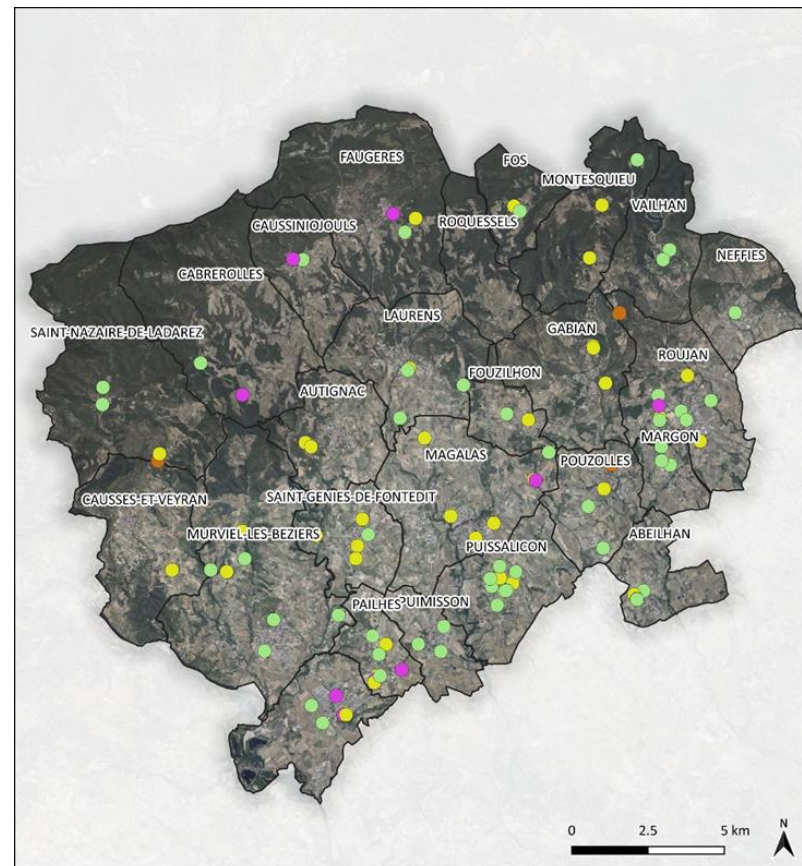 FAUGERES
FOS
MONTESQUIEU
VAILHAN
ROQUESSELS
CAUSSINIOJOULS
NEFFIES
CABREROLLES
LAURENS
GABIAN
SAINT-NAZAIRE-DE-LADAREZ
ROUJAN
FOUZILHON
AUTIGNAC
MARGON
MAGALAS
POUZOLLES
CAUSSES-ET-VEYRAN
SAINT-GENIES-DE-FONTEDIT
MURVIEL-LES-BEZIERS
ABEILHAN
PUISSALICON
PAILHES
PUIMISSON
0 2.5 5 km
N